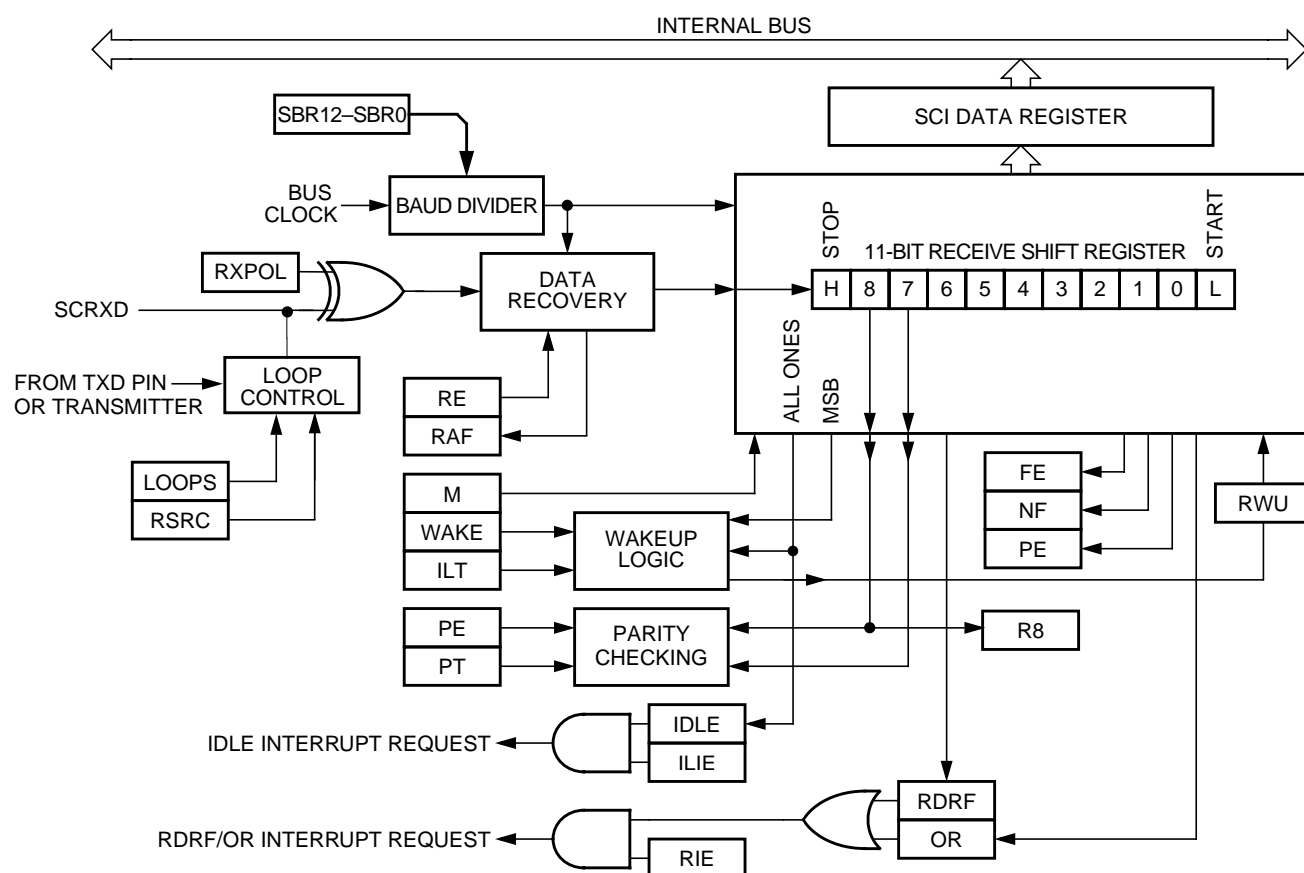 INTERNAL BUS
SBR12–SBR0
SCI DATA REGISTER
BUS
CLOCK
BAUD DIVIDER
STOP
START
11-BIT RECEIVE SHIFT REGISTER
H 8 7 6 5 4 3 2 1 0 L
RXPOL
DATA
RECOVERY
SCRXD
ALL ONES
MSB
LOOP
CONTROL
FROM TXD PIN
OR TRANSMITTER
RE
RAF
LOOPS
RSRC
M
WAKE
ILT
WAKEUP
LOGIC
FE
NF
PE
RWU
PE
PT
PARITY
CHECKING
R8
IDLE INTERRUPT REQUEST
IDLE
ILIE
RDRF/OR INTERRUPT REQUEST
RDRF
OR
RIE